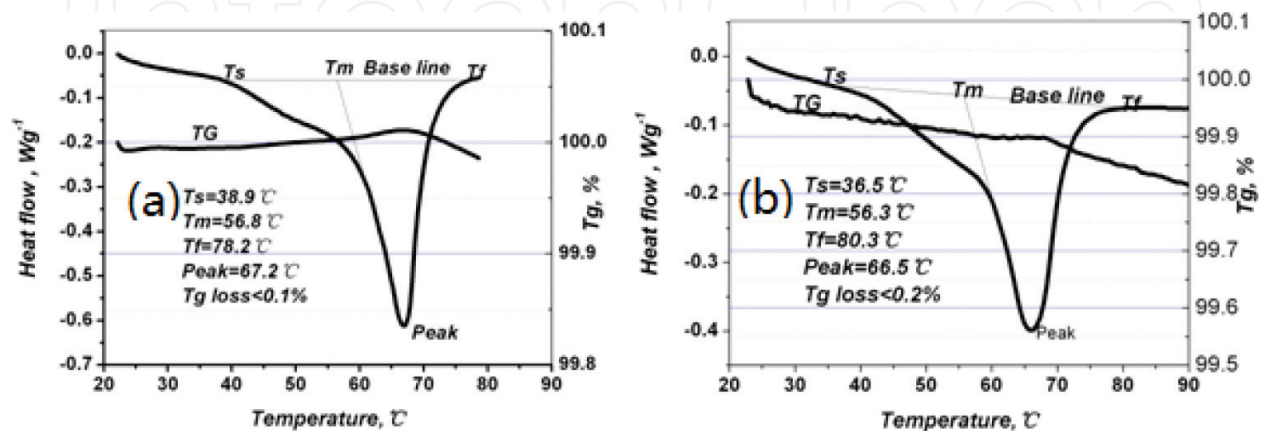 0.0
-0.1
-0.2
-0.3
-0.4
-0.5
-0.6
-0.7
Heat flow , Wg⁻¹
20 30 40 50 60 70 80 90
Temperature, ℃
100.1
100.0
99.9
99.8
Tg, %
Ts
Tm Base line Tf
TG
(a)
Ts=38.9 ℃
Tm=56.8 ℃
Tf=78.2 ℃
Peak=67.2 ℃
Tg loss<0.1%
Peak
0.0
-0.1
-0.2
-0.3
-0.4
Heat flow , Wg⁻¹
20 30 40 50 60 70 80 90
Temperature, ℃
100.1
100.0
99.9
99.8
99.7
99.6
99.5
Tg, %
Ts
Tm
Base line Tf
TG
(b)
Ts=36.5 ℃
Tm=56.3 ℃
Tf=80.3 ℃
Peak=66.5 ℃
Tg loss<0.2%
Peak